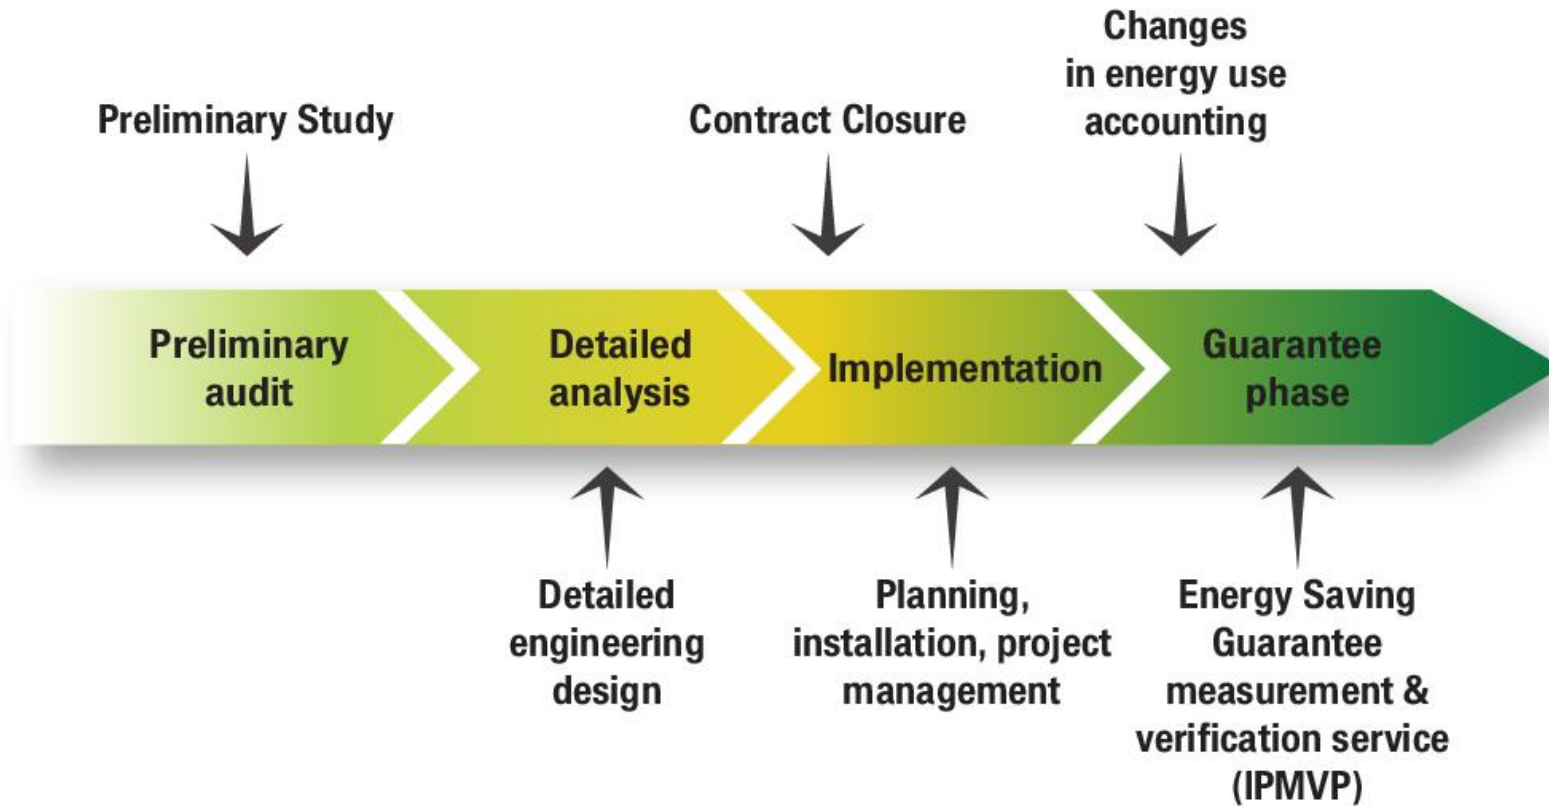 Preliminary Study
Contract Closure
Changes
in energy use
accounting
Preliminary
audit
Detailed
analysis
Implementation
Guarantee
phase
Detailed
engineering
design
Planning,
installation, project
management
Energy Saving
Guarantee
measurement &
verification service
(IPMVP)